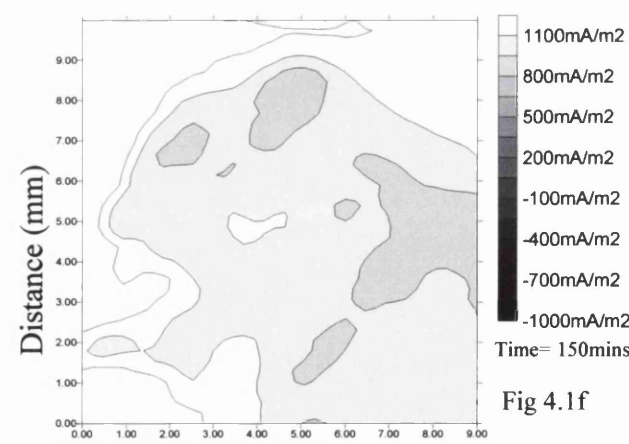 Distance (mm)
9.00
8.00
7.00
6.00
5.00
4.00
3.00
2.00
1.00
0.00
0.00 1.00 2.00 3.00 4.00 5.00 6.00 7.00 8.00 9.00
1100mA/m2
800mA/m2
500mA/m2
200mA/m2
-100mA/m2
-400mA/m2
-700mA/m2
-1000mA/m2
Time= 150mins
Fig 4.1f